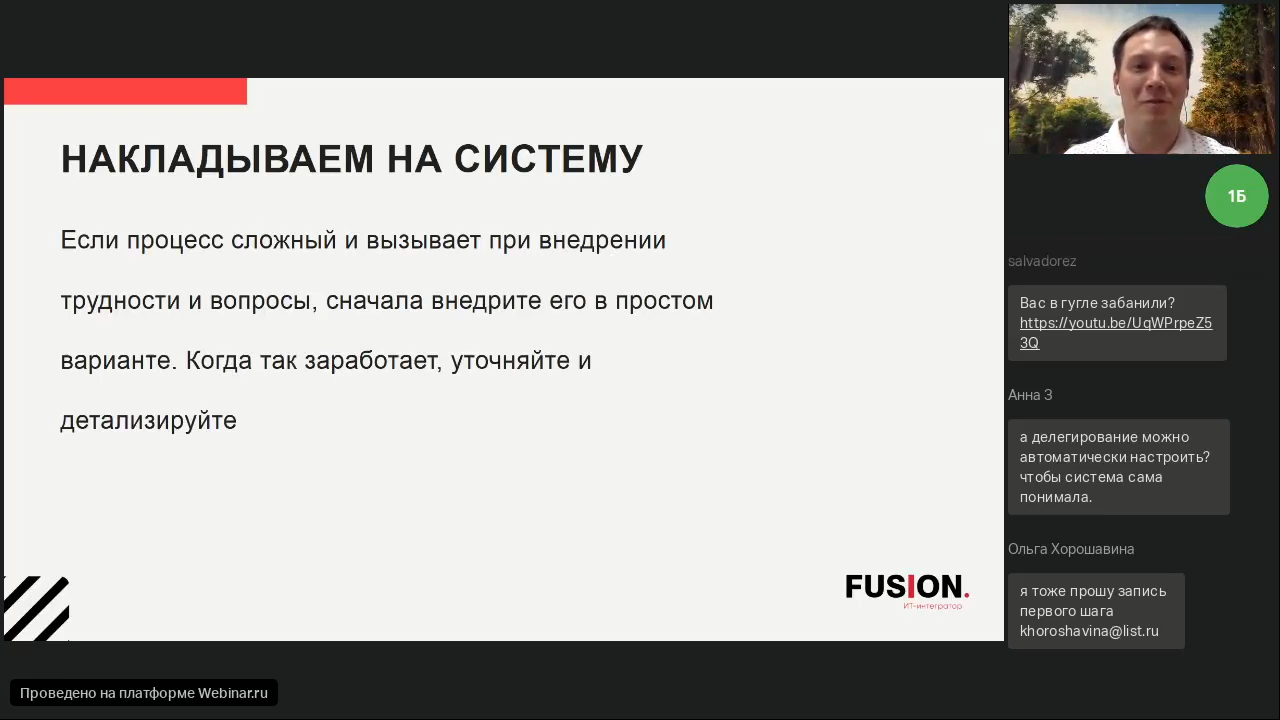 НАКЛАДЫВАЕМ НА СИСТЕМУ
Если процесс сложный и вызывает при внедрении
трудности и вопросы, сначала внедрите его в простом
варианте. Когда так заработает, уточняйте и
детализируйте
FUSION.
ИТ-интегратор
Проведено на платформе Webinar.ru
1Б
salvadorez
Вас в гугле забанили?
https://youtu.be/UqWPrpeZ5
3Q
Анна З
а делегирование можно
автоматически настроить?
чтобы система сама
понимала.
Ольга Хорошавина
я тоже прошу запись
первого шага
khoroshavina@list.ru